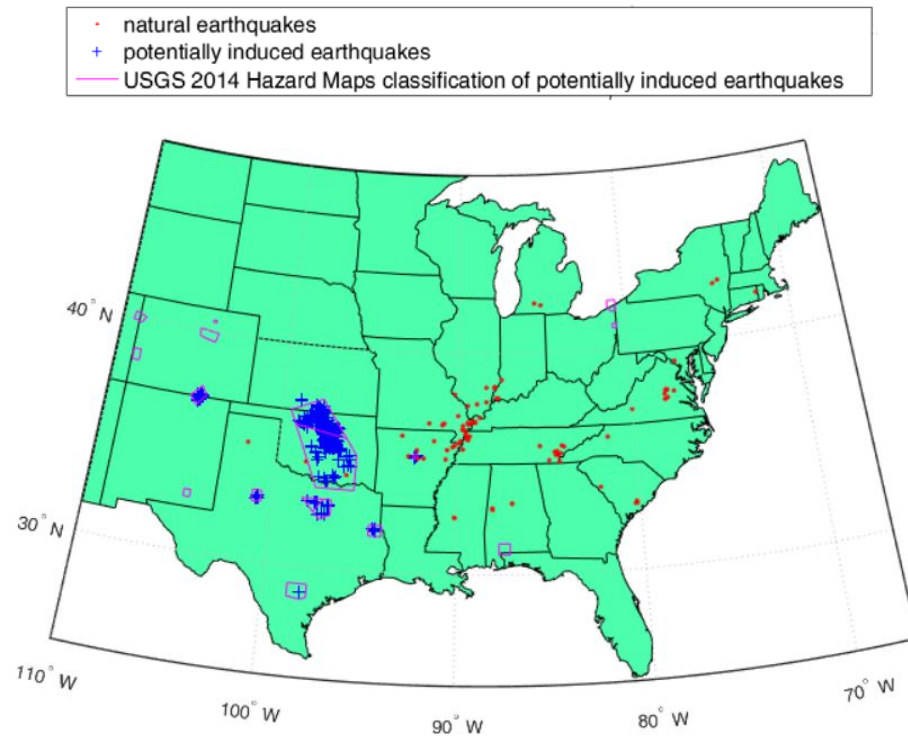 natural earthquakes
potentially induced earthquakes
USGS 2014 Hazard Maps classification of potentially induced earthquakes
40° N
30° N
110° W
100° W
90° W
80° W
70° W